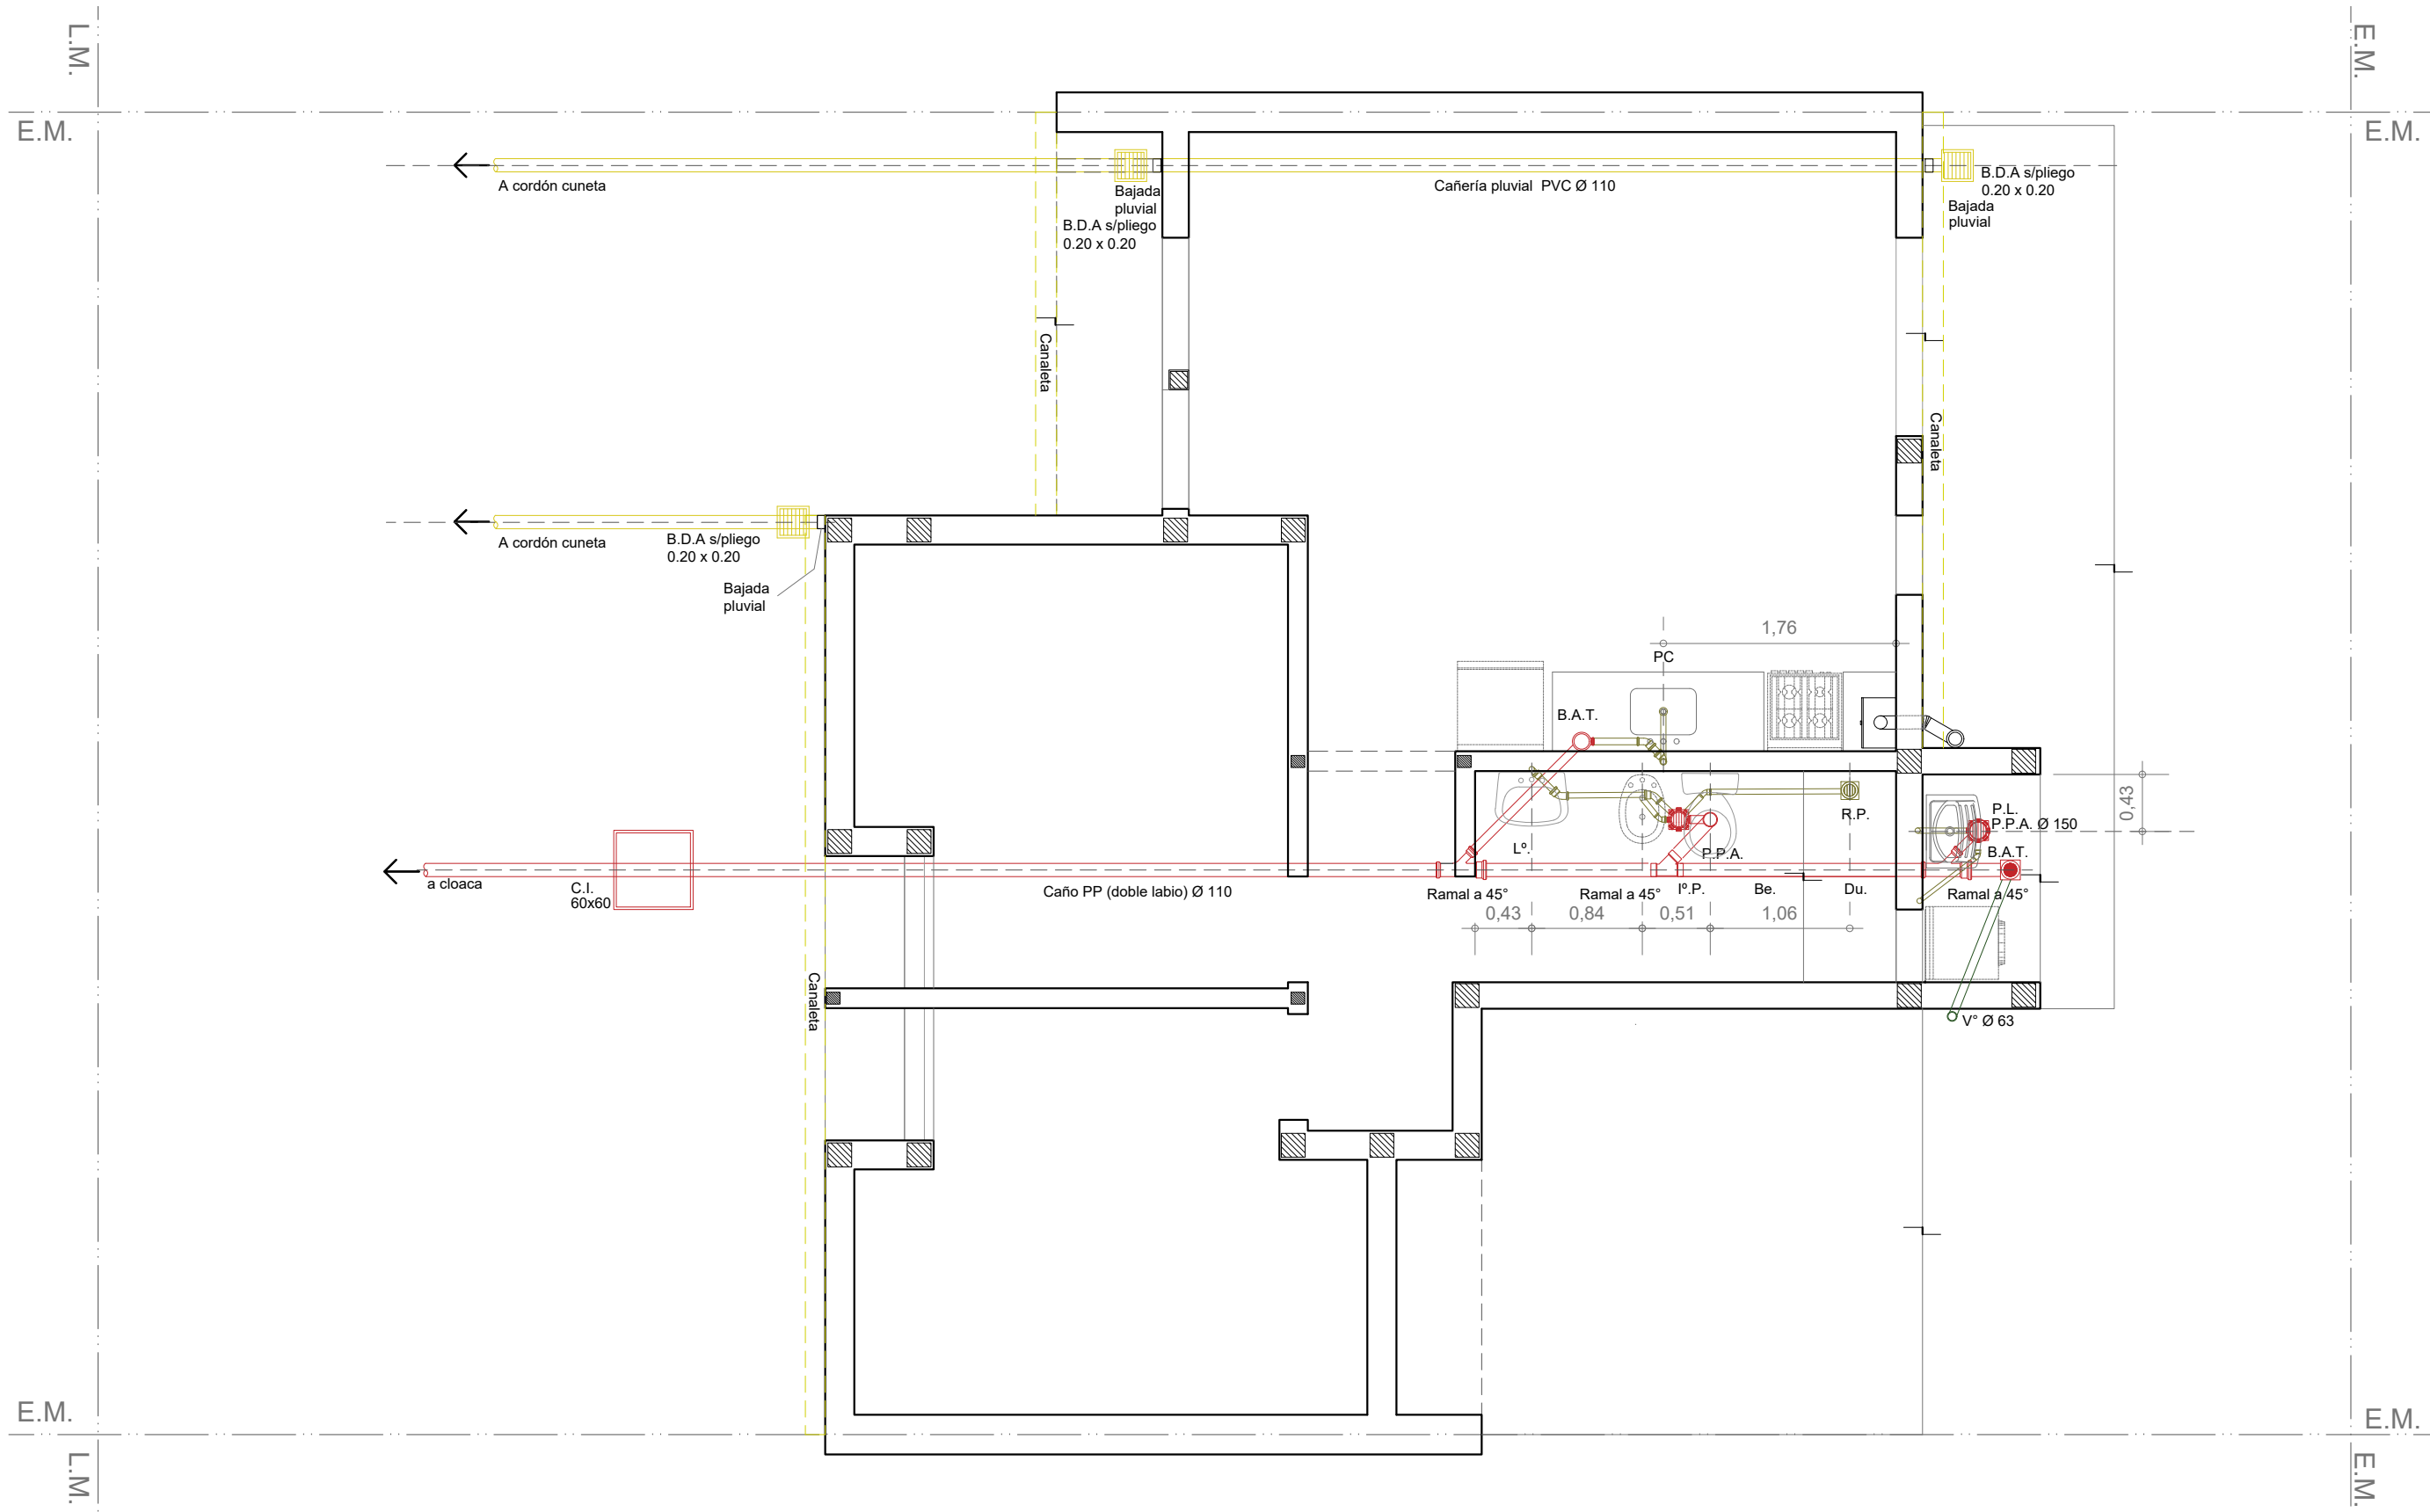 L.M.
E.M.
E.M.
E.M.
A cordón cuneta
Bajada
pluvial
B.D.A s/pliego
0.20 x 0.20
Cañería pluvial PVC Ø 110
B.D.A s/pliego
0.20 x 0.20
Bajada
pluvial
Canaleta
Canaleta
A cordón cuneta
B.D.A s/pliego
0.20 x 0.20
Bajada
pluvial
1,76
PC
B.A.T.
R.P.
P.L.
P.P.A. Ø 150
0,43
Lº.
P.P.A.
B.A.T.
a cloaca
C.I.
60x60
Caño PP (doble labio) Ø 110
Ramal a 45°
Ramal a 45°
Iº.P.
Be.
Du.
Ramal a 45°
0,43
0,84
0,51
1,06
Canaleta
V° Ø 63
E.M.
E.M.
L.M.
E.M.